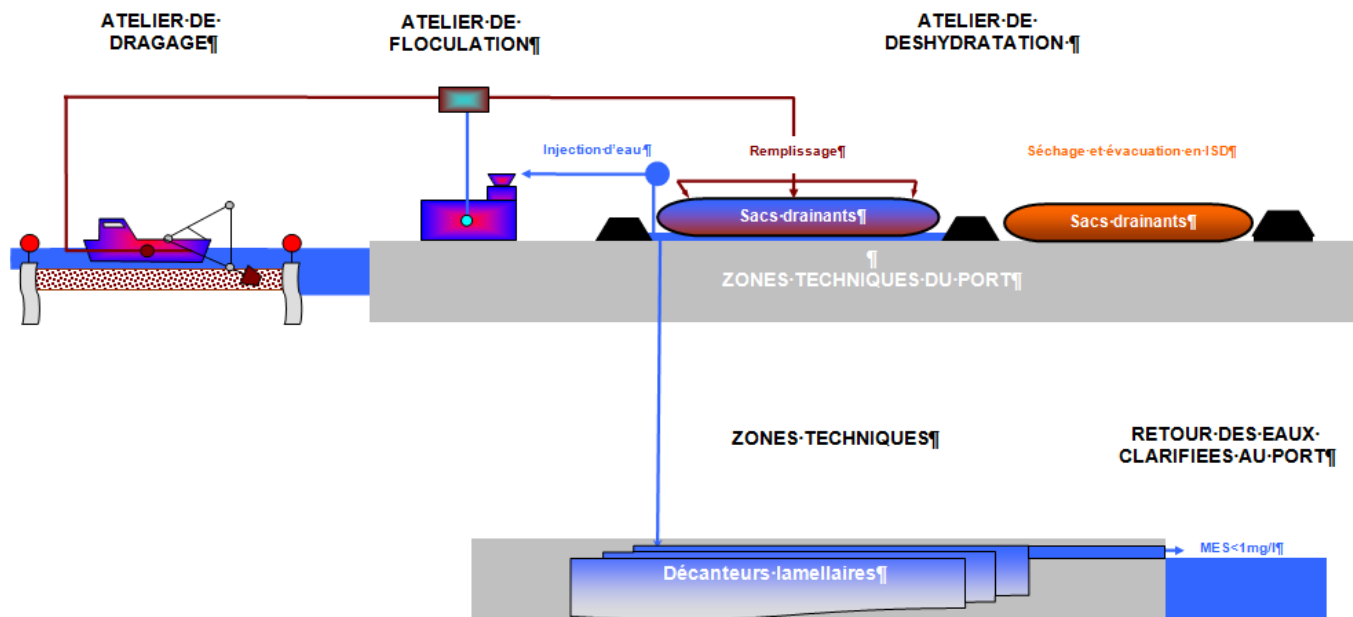 ATELIER·DE·
DRAGAGE¶
ATELIER·DE·
FLOCULATION¶
ATELIER·DE·
DESHYDRATATION·¶
Injection·d'eau·¶
Remplissage¶
Séchage·et·évacuation·en·ISD¶
Sacs·drainants¶
Sacs·drainants¶
¶
ZONES·TECHNIQUES·DU·PORT¶
ZONES·TECHNIQUES¶
RETOUR·DES·EAUX·
CLARIFIEES·AU·PORT¶
MES<1mg/l¶
Décanteurs·lamellaires¶